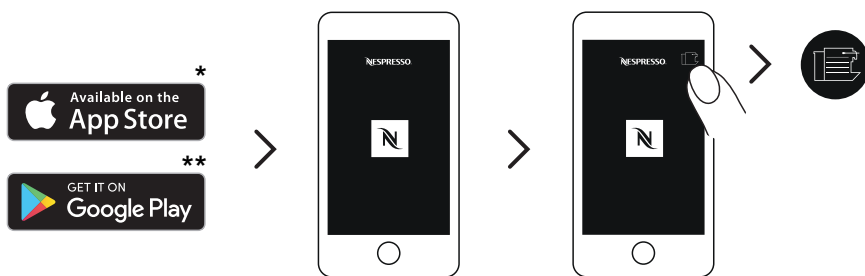 *
Available on the
App Store
**
GET IT ON
Google Play
NESPRESSO.
N
NESPRESSO.
N